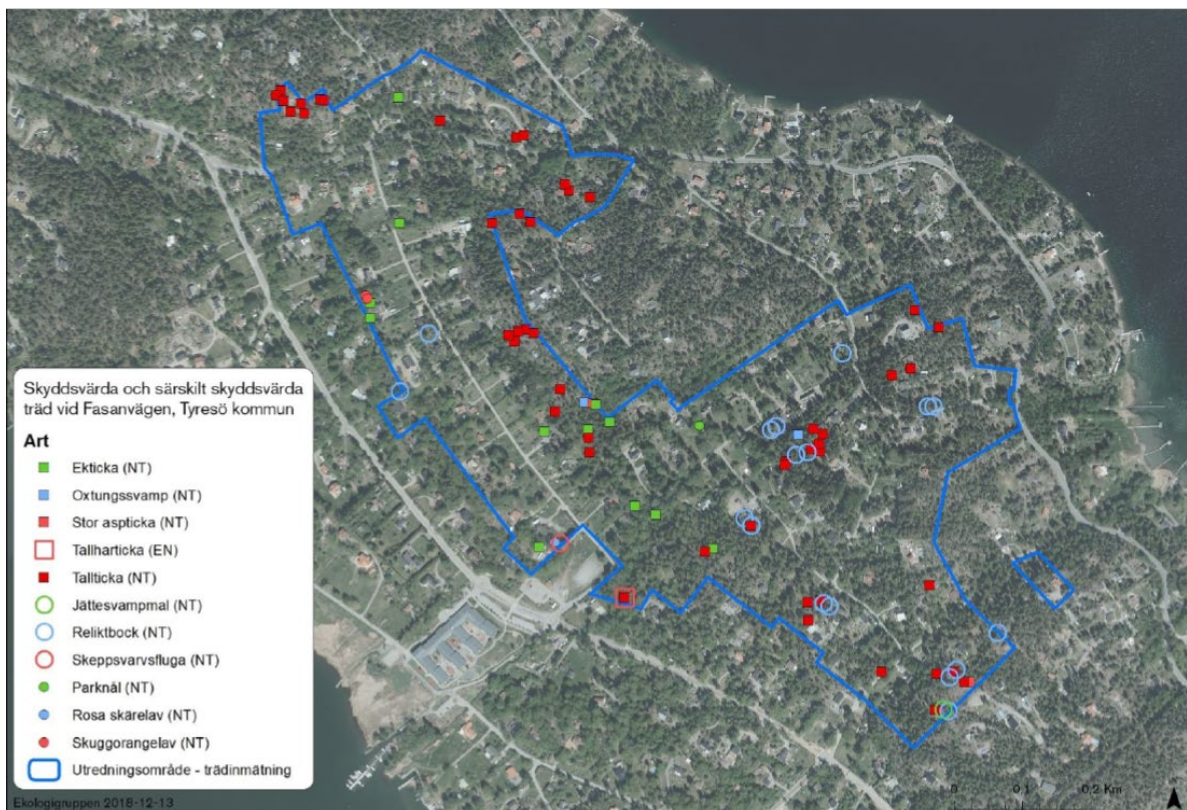 Skyddsvärda och särskilt skyddsvärda
träd vid Fasanvägen, Tyresö kommun
Art
Ekticka (NT)
Oxtungssvamp (NT)
Stor aspticka (NT)
Tallharticka (EN)
Tallticka (NT)
Jättesvampmal (NT)
Reliktbock (NT)
Skeppsvarvsfluga (NT)
Parknål (NT)
Rosa skärelav (NT)
Skuggorangelav (NT)
Utredningsområde - trädinmätning
Ekologigruppen 2018-12-13
0 0.1 0.2 Km